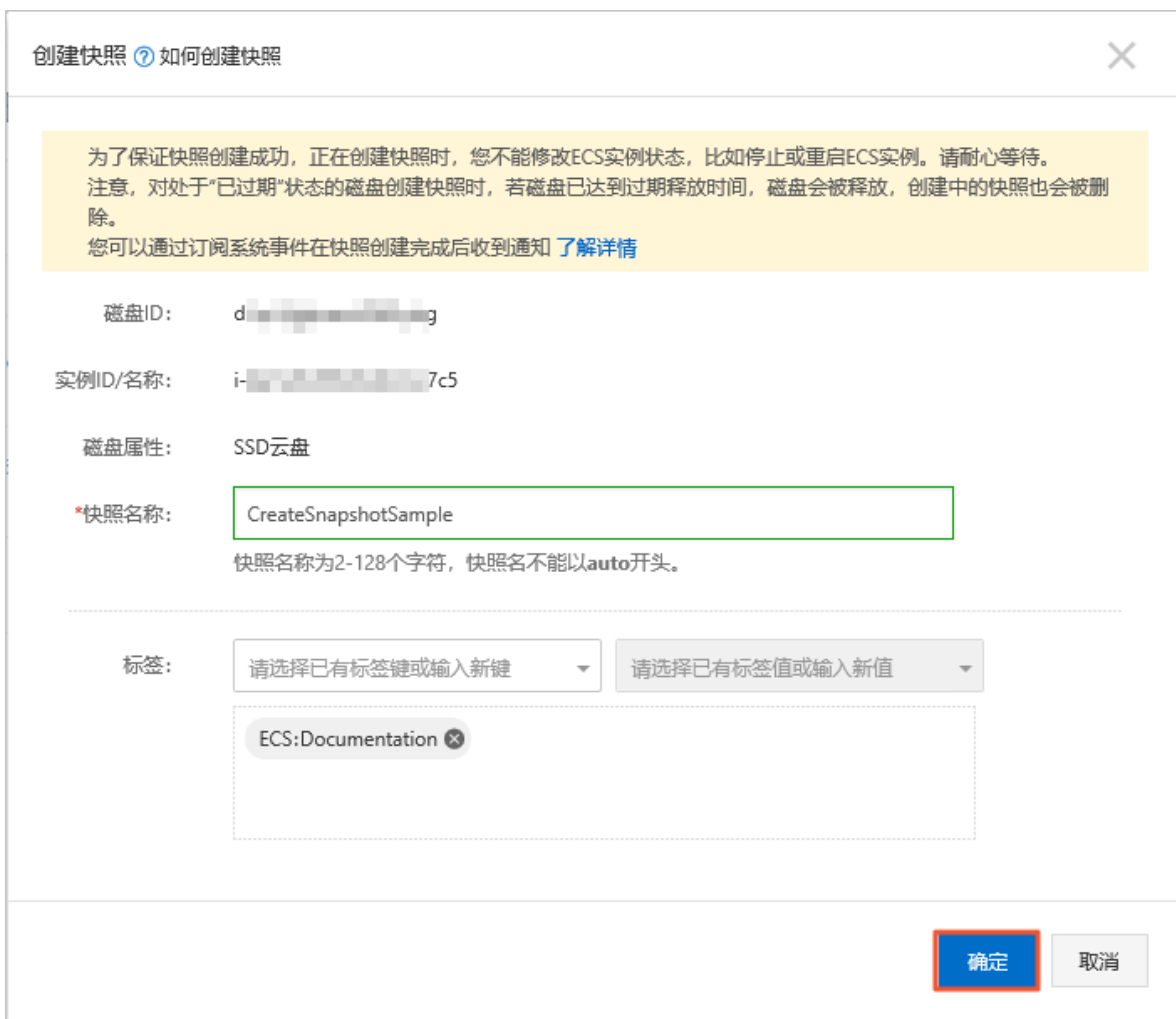 创建快照 ? 如何创建快照
为了保证快照创建成功，正在创建快照时，您不能修改ECS实例状态，比如停止或重启ECS实例。请耐心等待。
注意，对处于“已过期”状态的磁盘创建快照时，若磁盘已达到过期释放时间，磁盘会被释放，创建中的快照也会被删
除。
您可以通过订阅系统事件在快照创建完成后收到通知 了解详情
磁盘ID： d g
实例ID/名称： i- 7c5
磁盘属性： SSD云盘
*快照名称： CreateSnapshotSample
快照名称为2-128个字符，快照名不能以auto开头。
标签： 请选择已有标签键或输入新键 请选择已有标签值或输入新值
ECS:Documentation
确定 取消